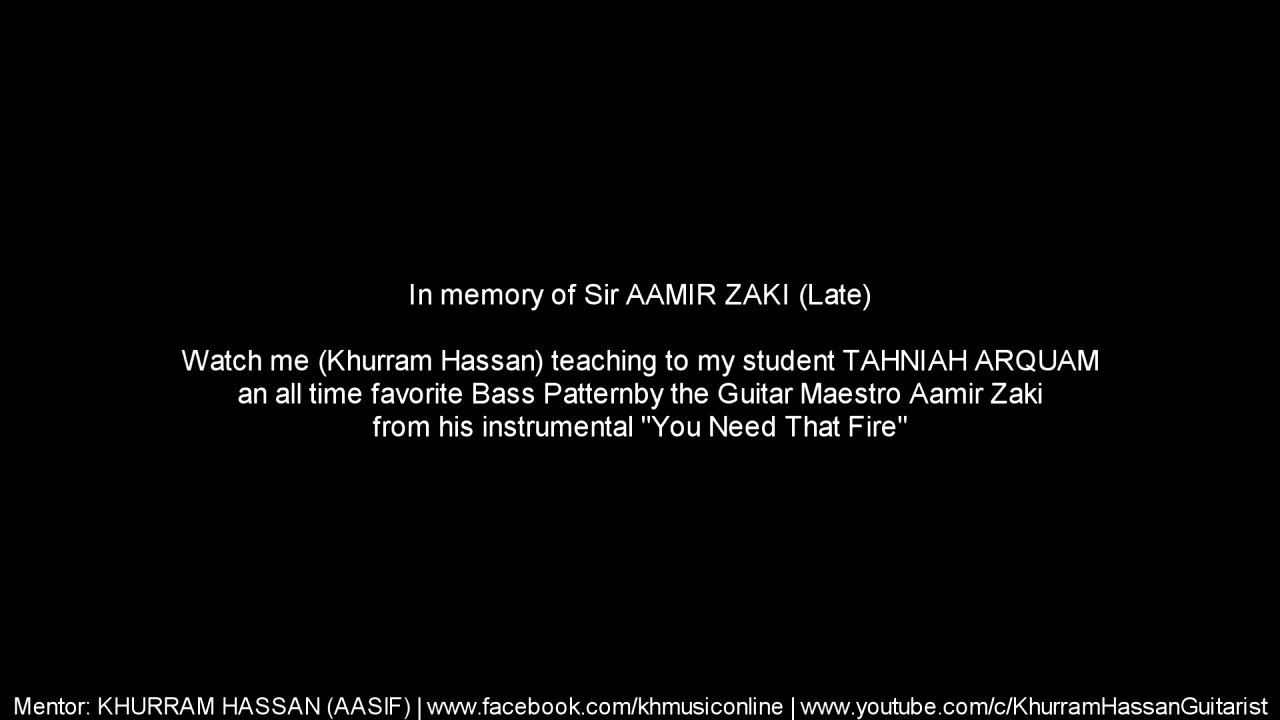 In memory of Sir AAMIR ZAKI (Late)
Watch me (Khurram Hassan) teaching to my student TAHNIAH ARQUAM
an all time favorite Bass Patternby the Guitar Maestro Aamir Zaki
from his instrumental "You Need That Fire"
Mentor: KHURRAM HASSAN (AASIF) | www.facebook.com/khmusiconline | www.youtube.com/c/KhurramHassanGuitarist